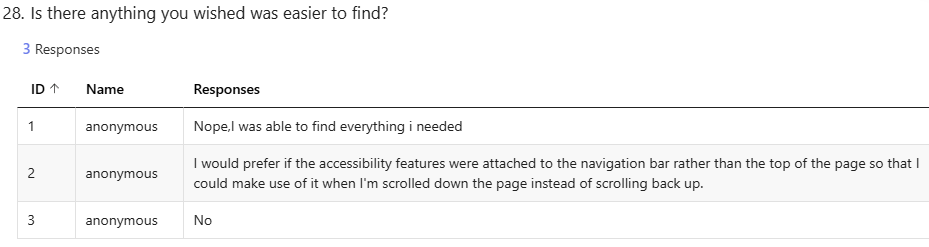 28. Is there anything you wished was easier to find?
3 Responses
ID ↑ Name Responses
1 anonymous Nope,I was able to find everything i needed
2 anonymous I would prefer if the accessibility features were attached to the navigation bar rather than the top of the page so that I
could make use of it when I'm scrolled down the page instead of scrolling back up.
3 anonymous No